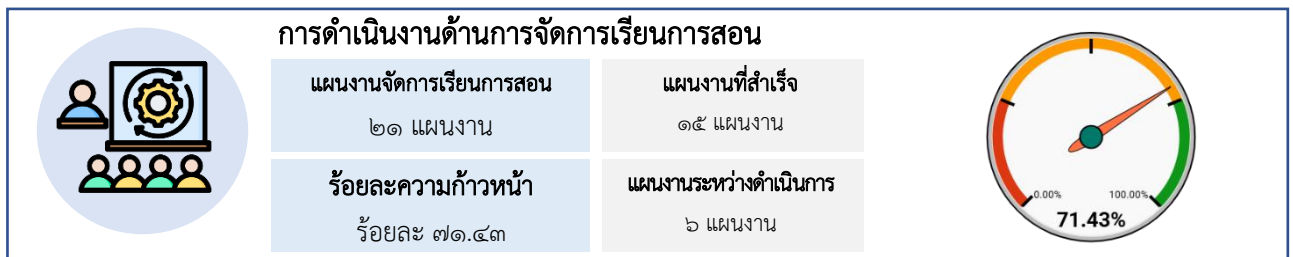 การดำเนินงานด้านการจัดการเรียนการสอน
แผนงานจัดการเรียนการสอน
๒๑ แผนงาน
แผนงานที่สำเร็จ
๑๕ แผนงาน
ร้อยละความก้าวหน้า
ร้อยละ ๗๑.๔๓
แผนงานระหว่างดำเนินการ
๖ แผนงาน
0.00% 100.00%
71.43%